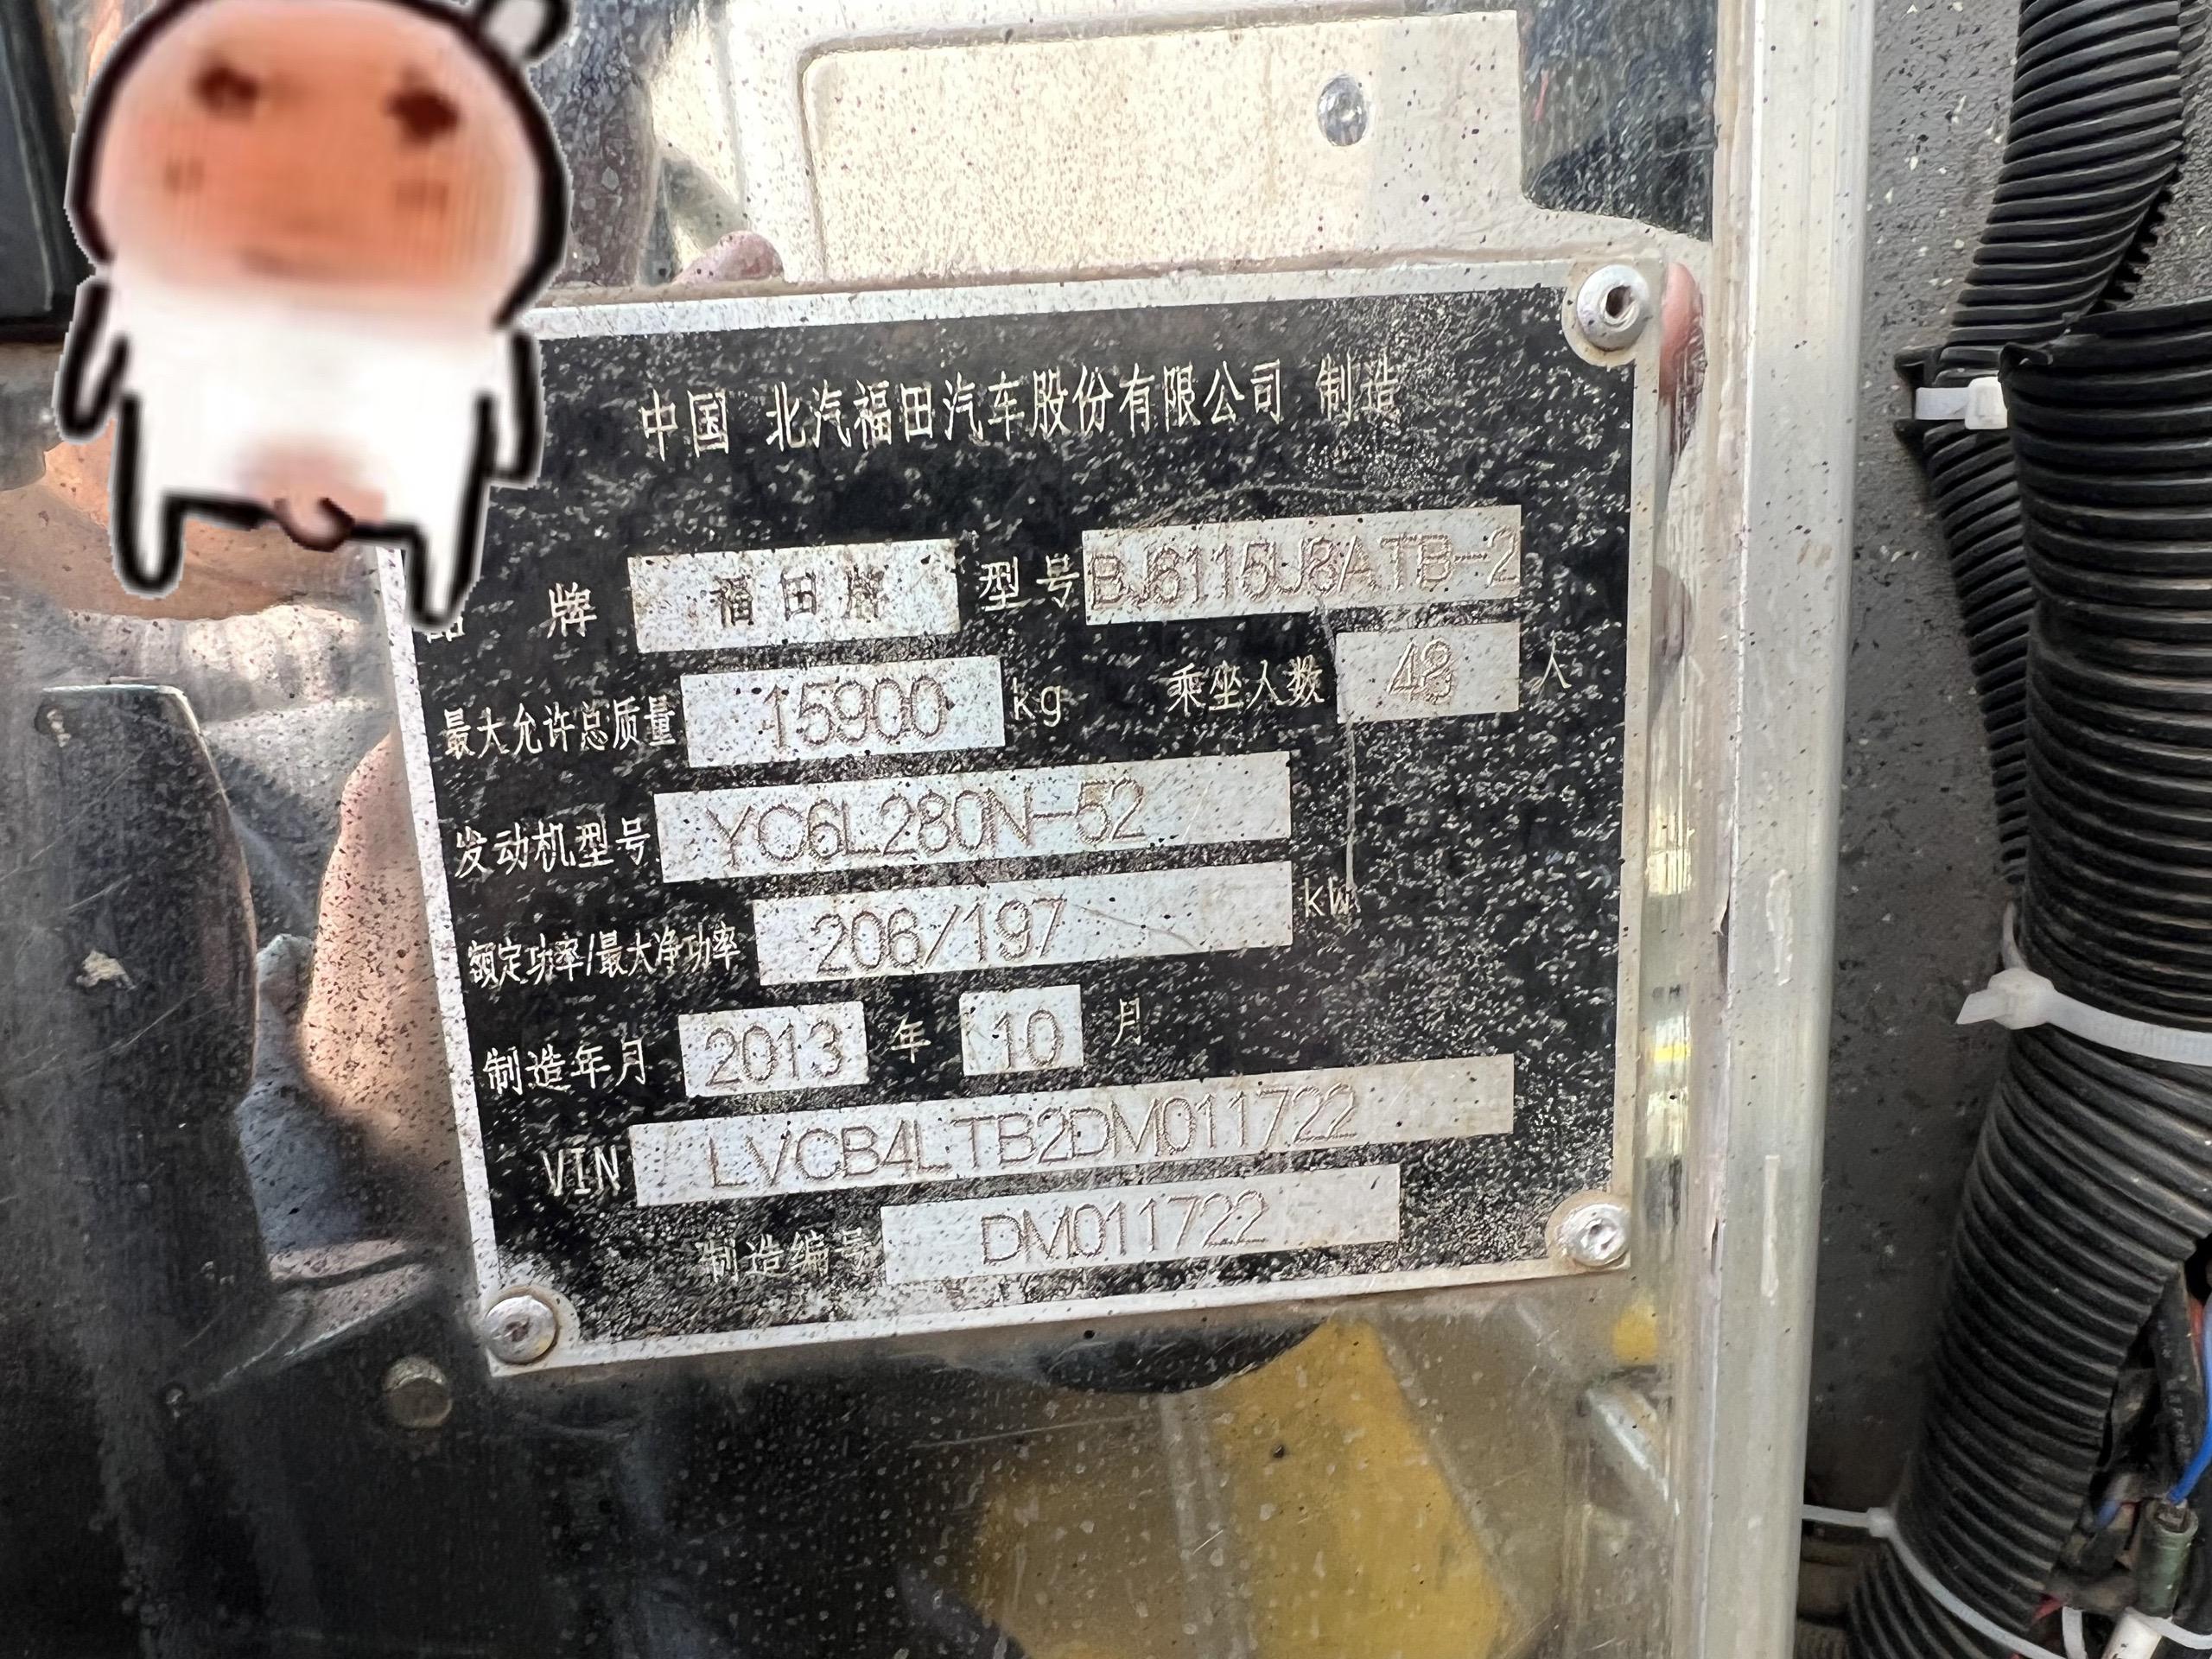 中国 北汽福田汽车股份有限公司 制造
品牌 福田牌 型号 BJ6115U8ATB-2
最大允许总质量 15900 kg 乘坐人数 48 人
发动机型号 YC6L280N-52
额定功率/最大净功率 206/197 kW
制造年月 2013 年 10 月
VIN LVCB4LTB2DM011722
制造编号 DM011722